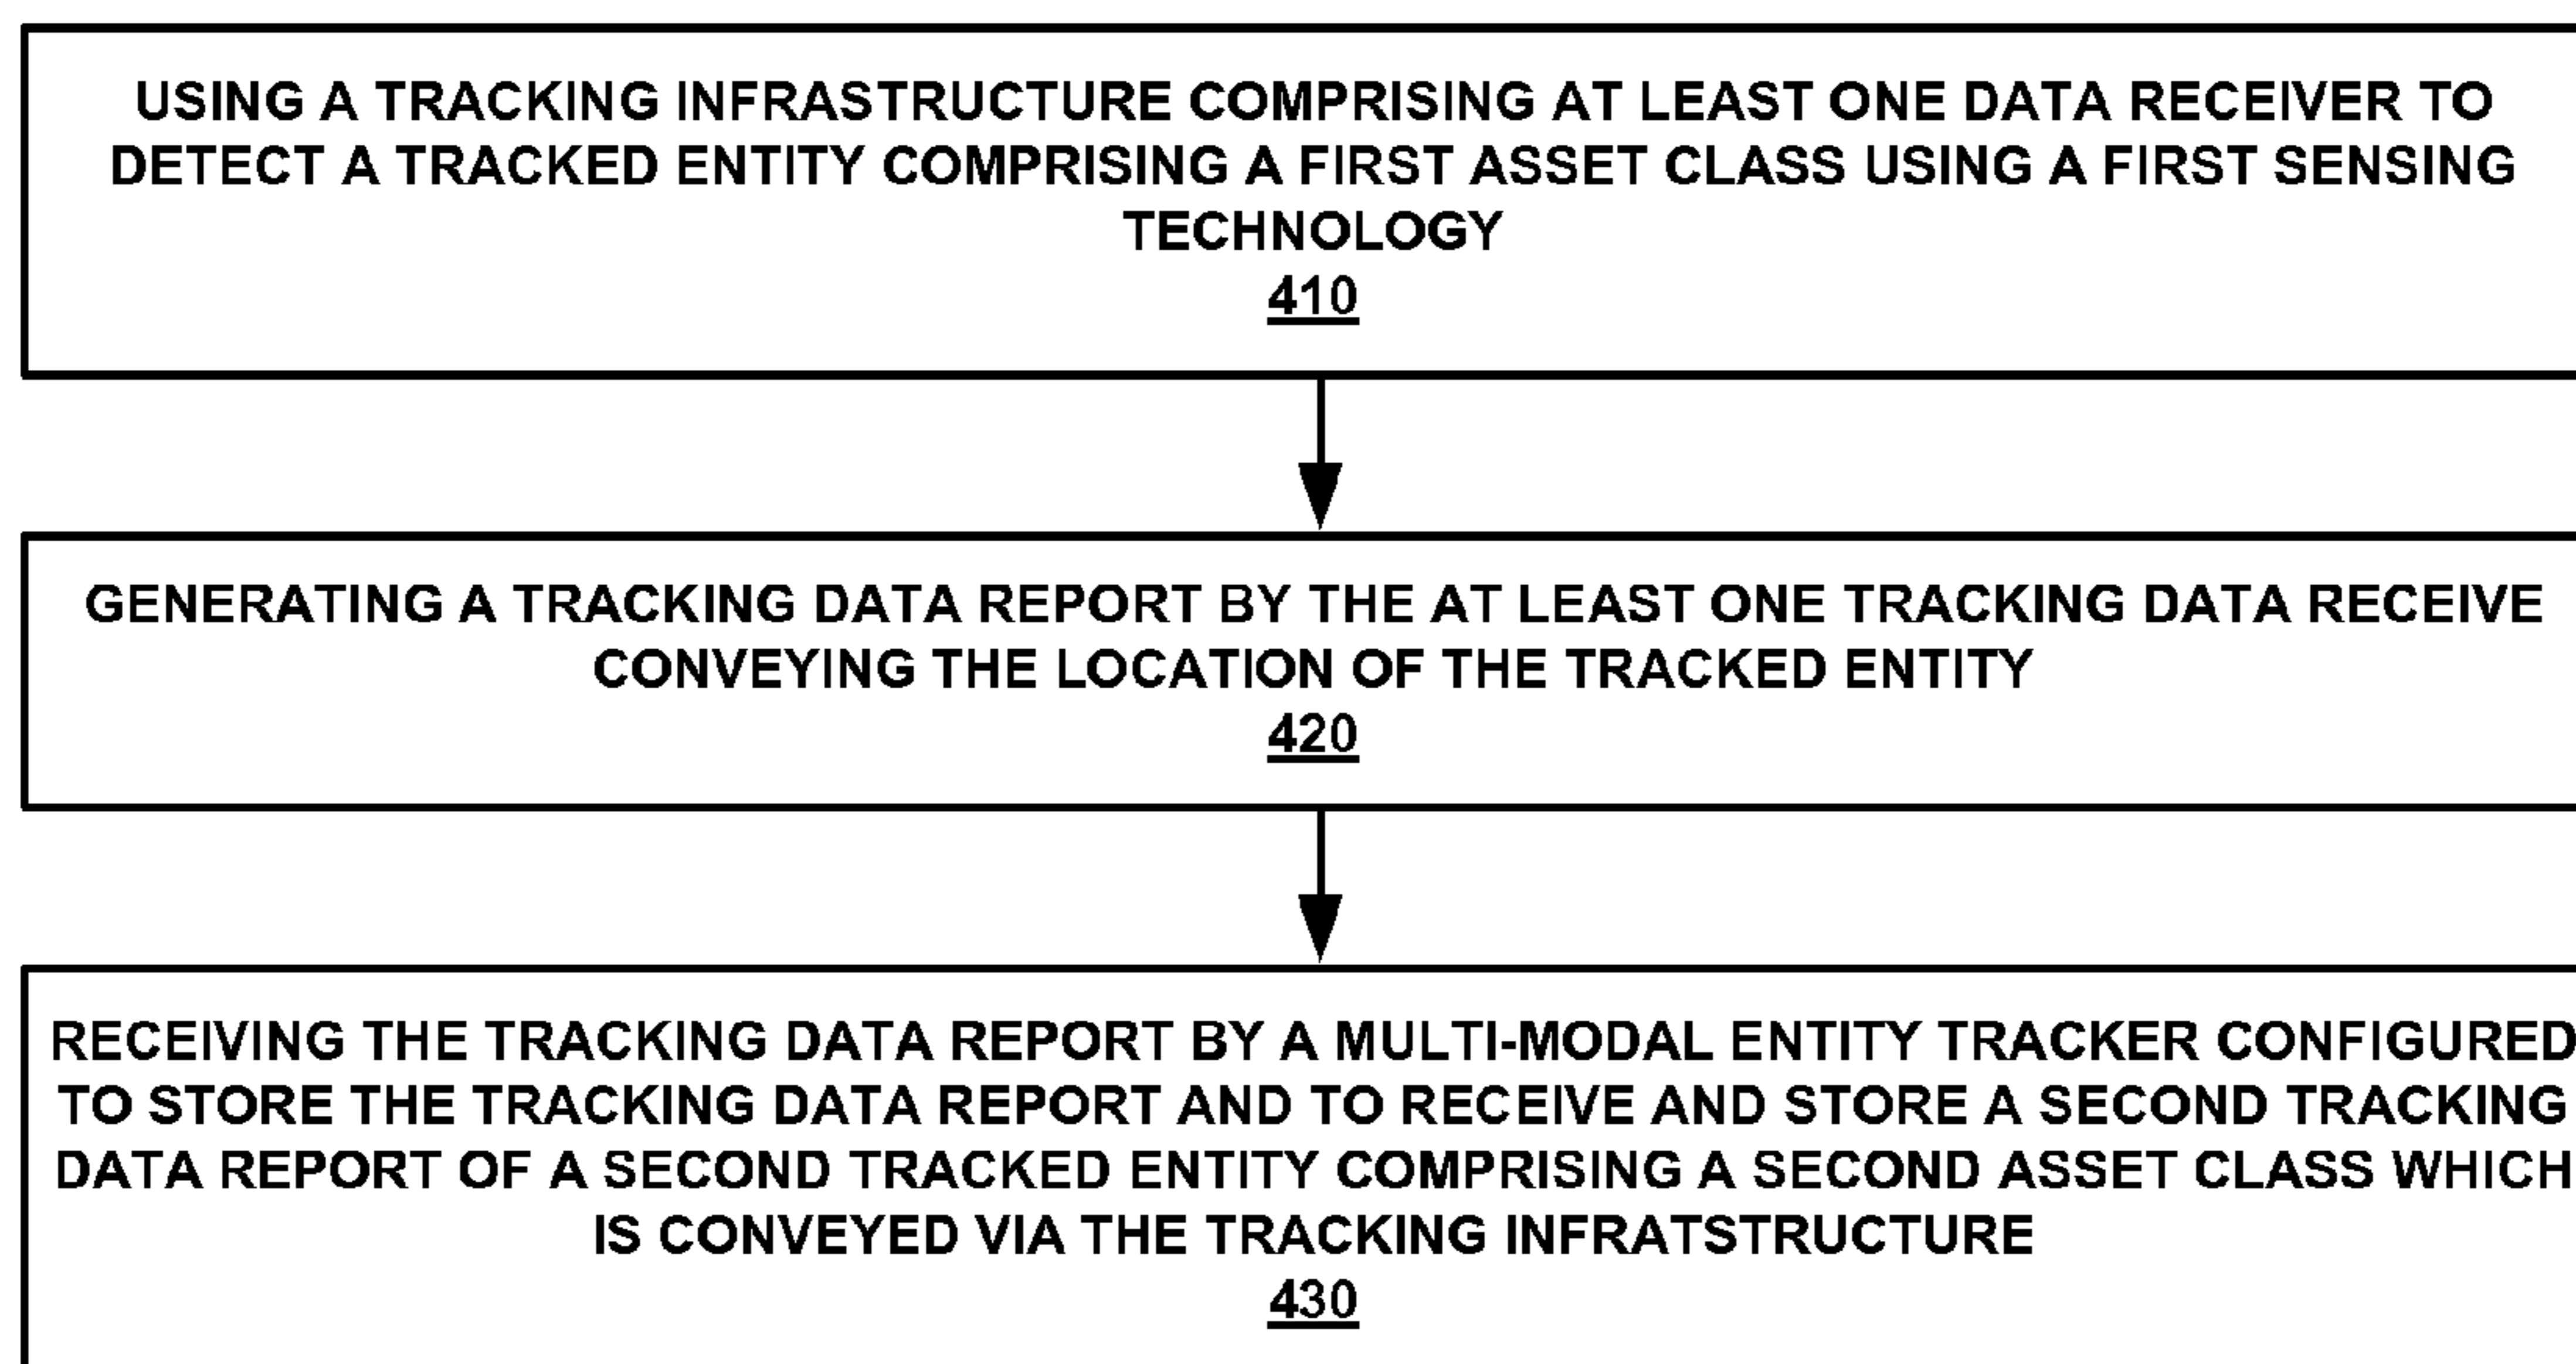 USING A TRACKING INFRASTRUCTURE COMPRISING AT LEAST ONE DATA RECEIVER TO
DETECT A TRACKED ENTITY COMPRISING A FIRST ASSET CLASS USING A FIRST SENSING
TECHNOLOGY
410
GENERATING A TRACKING DATA REPORT BY THE AT LEAST ONE TRACKING DATA RECEIVE
CONVEYING THE LOCATION OF THE TRACKED ENTITY
420
RECEIVING THE TRACKING DATA REPORT BY A MULTI-MODAL ENTITY TRACKER CONFIGURED
TO STORE THE TRACKING DATA REPORT AND TO RECEIVE AND STORE A SECOND TRACKING
DATA REPORT OF A SECOND TRACKED ENTITY COMPRISING A SECOND ASSET CLASS WHICH
IS CONVEYED VIA THE TRACKING INFRATSTRUCTURE
430